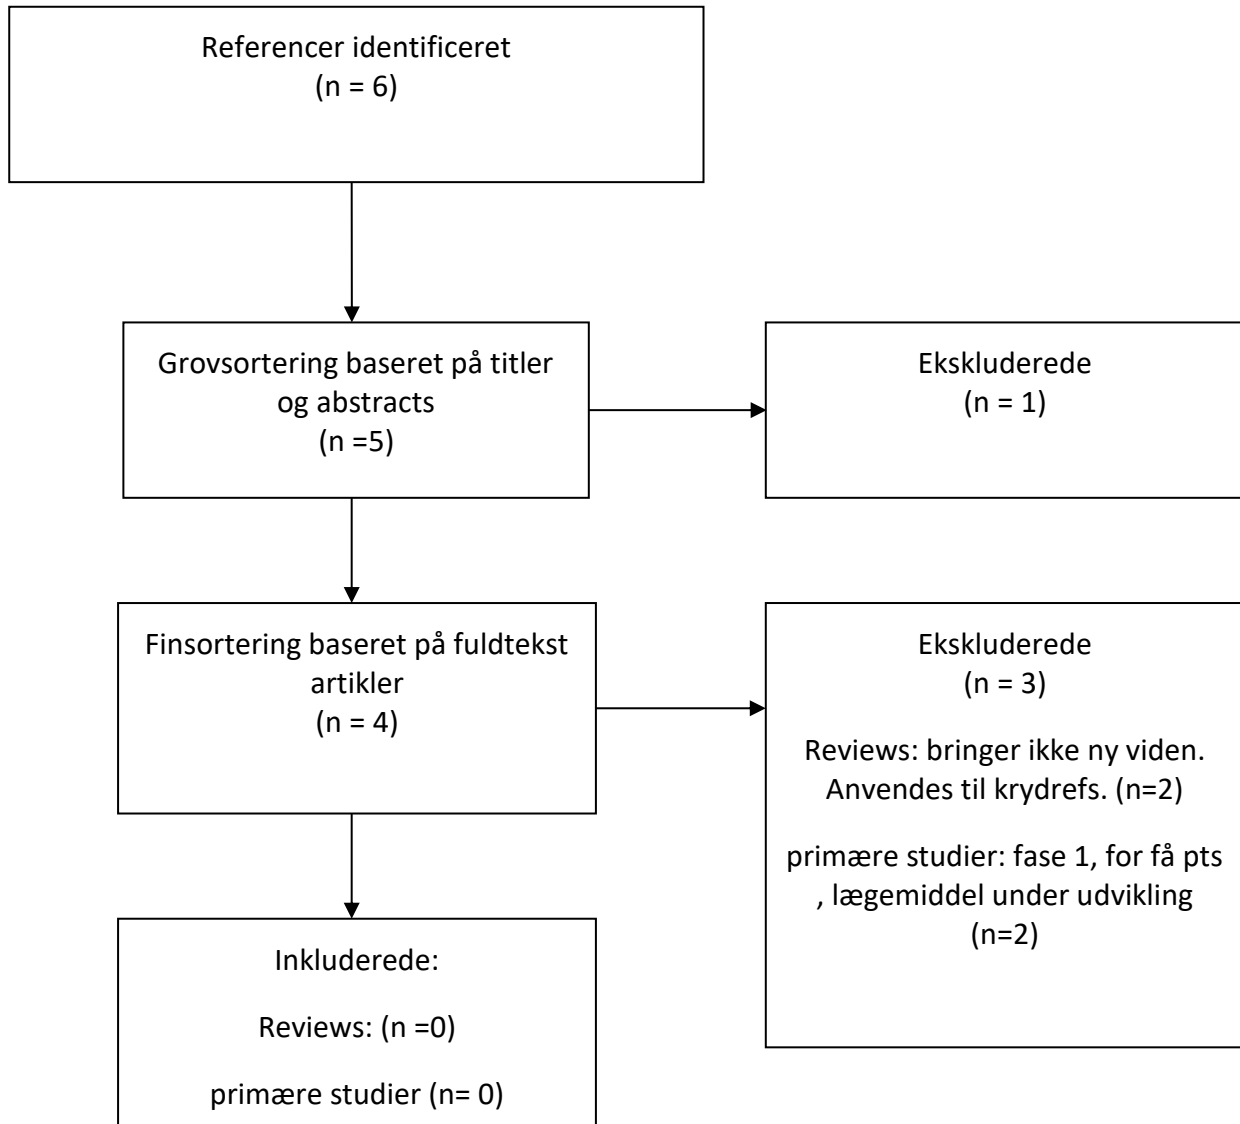 Referencer identificeret
(n = 6)
Grovsortering baseret på titler
og abstracts
(n =5)
Ekskluderede
(n = 1)
Finsortering baseret på fuldtekst
artikler
(n = 4)
Ekskluderede
(n = 3)
Reviews: bringer ikke ny viden.
Anvendes til krydrefs. (n=2)
primære studier: fase 1, for få pts
, lægemiddel under udvikling
(n=2)
Inkluderede:
Reviews: (n =0)
primære studier (n= 0)